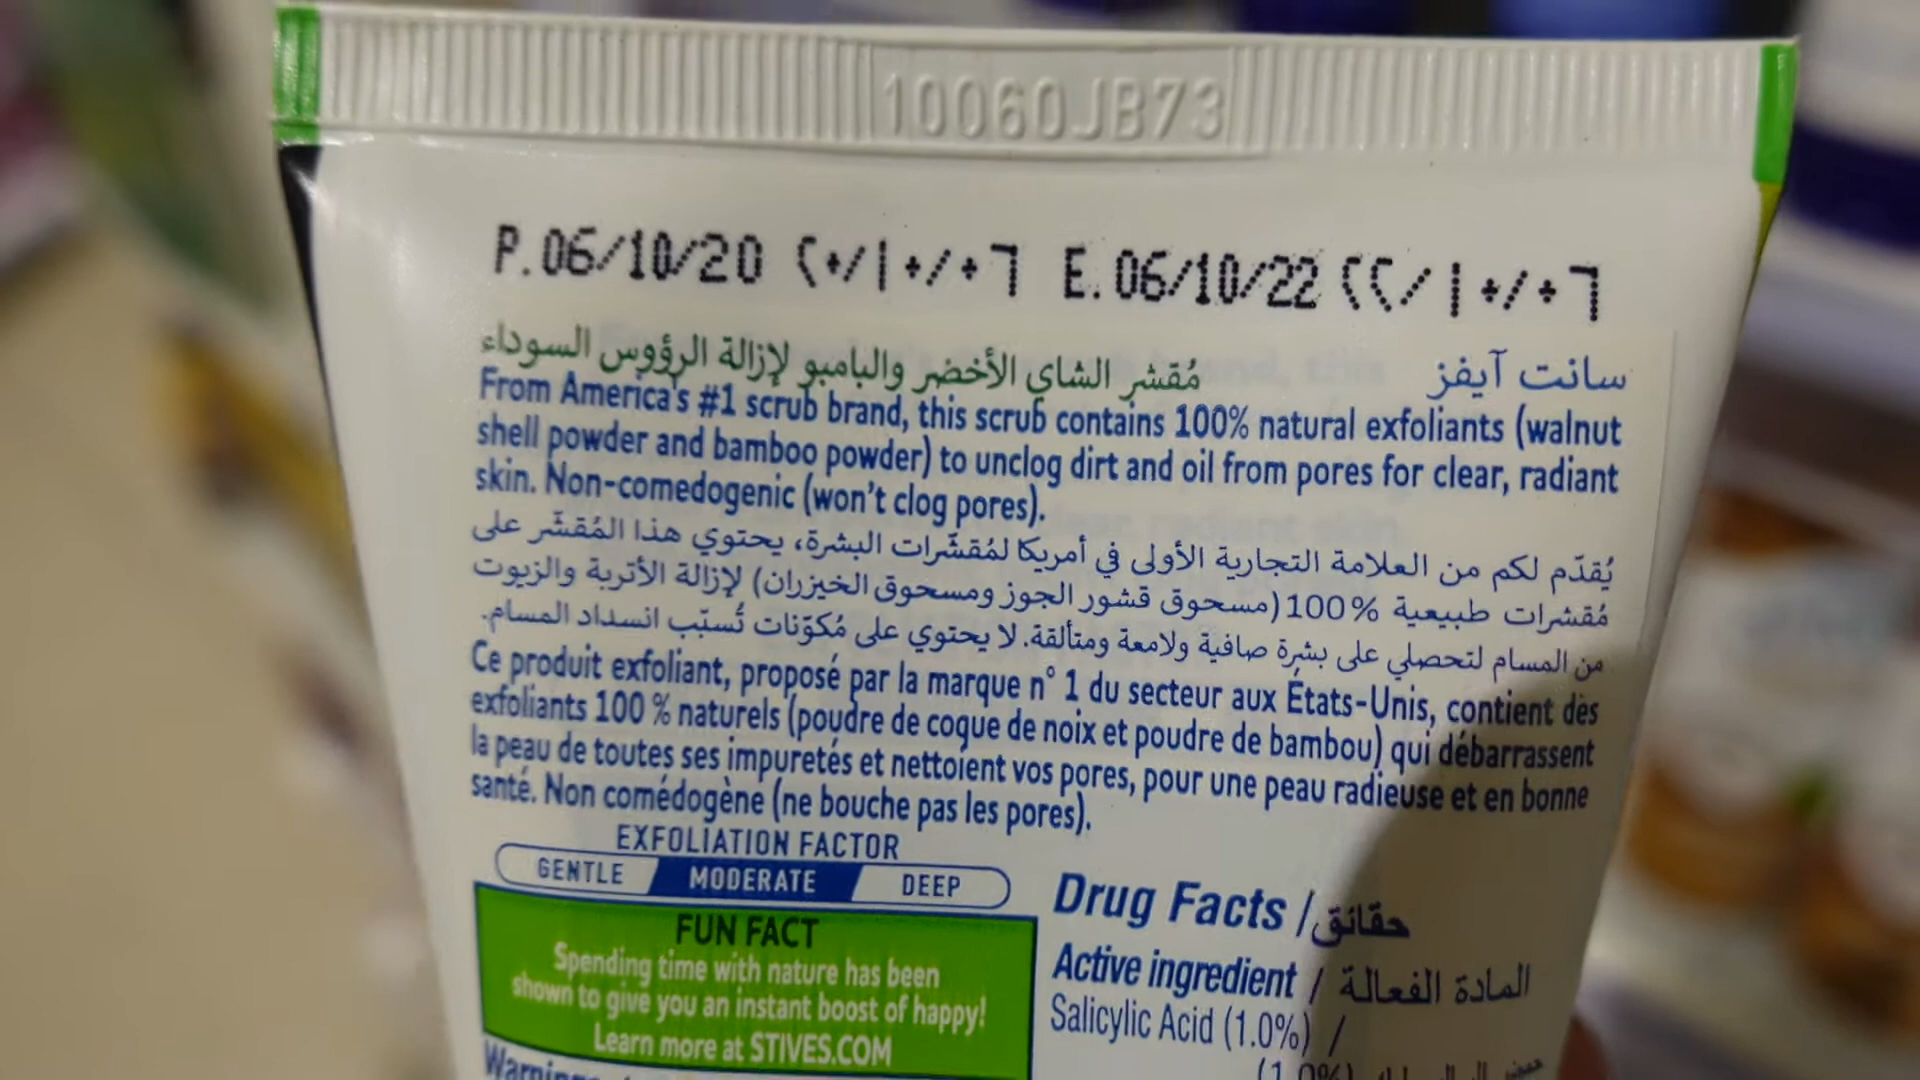 10060JB73
P. 06/10/20 ٢٠/١٠/٠٦ E. 06/10/22 ٢٢/١٠/٠٦
سانت آيفز
مُقشر الشاي الأخضر والبامبو لإزالة الرؤوس السوداء
From America's #1 scrub brand, this scrub contains 100% natural exfoliants (walnut
shell powder and bamboo powder) to unclog dirt and oil from pores for clear, radiant
skin. Non-comedogenic (won't clog pores).
يُقدّم لكم من العلامة التجارية الأولى في أمريكا لمُقشّرات البشرة، يحتوي هذا المُقشّر على
مُقشرات طبيعية %100 (مسحوق قشور الجوز ومسحوق الخيزران) لإزالة الأتربة والزيوت
من المسام لتحصلي على بشرة صافية ولامعة ومتألقة. لا يحتوي على مُكوّنات تُسبّب انسداد المسام.
Ce produit exfoliant, proposé par la marque n° 1 du secteur aux États-Unis, contient des
exfoliants 100 % naturels (poudre de coque de noix et poudre de bambou) qui débarrassent
la peau de toutes ses impuretés et nettoient vos pores, pour une peau radieuse et en bonne
santé. Non comédogène (ne bouche pas les pores).
EXFOLIATION FACTOR
GENTLE MODERATE DEEP
FUN FACT
Spending time with nature has been
shown to give you an instant boost of happy!
Learn more at STIVES.COM
Warnings
Drug Facts / حقائق
Active ingredient / المادة الفعالة
Salicylic Acid (1.0%) /
(1.0%)